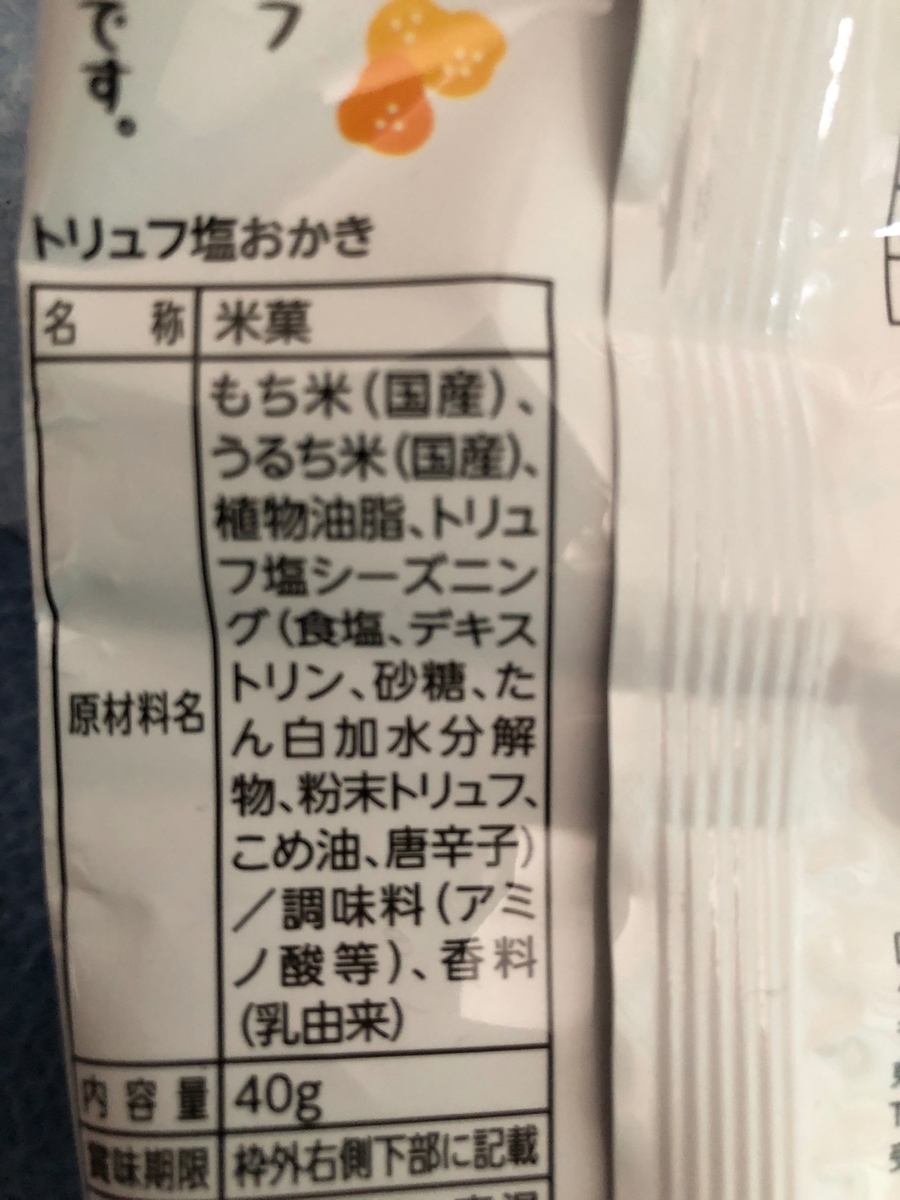 フ
です。
トリュフ塩おかき
名 称 米菓
原材料名
もち米(国産)、
うるち米(国産)、
植物油脂、トリュ
フ塩シーズニン
グ(食塩、デキス
トリン、砂糖、た
ん白加水分解
物、粉末トリュフ、
こめ油、唐辛子)
/調味料(アミ
ノ酸等)、香料
(乳由来)
内容量 40g
賞味期限 枠外右側下部に記載